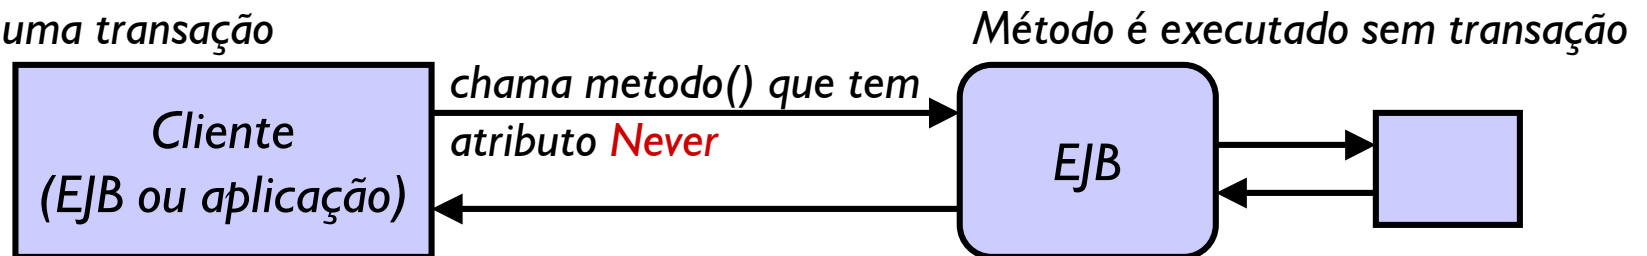 uma transação
Método é executado sem transação
chama metodo() que tem
atributo Never
Cliente
(EJB ou aplicação)
EJB